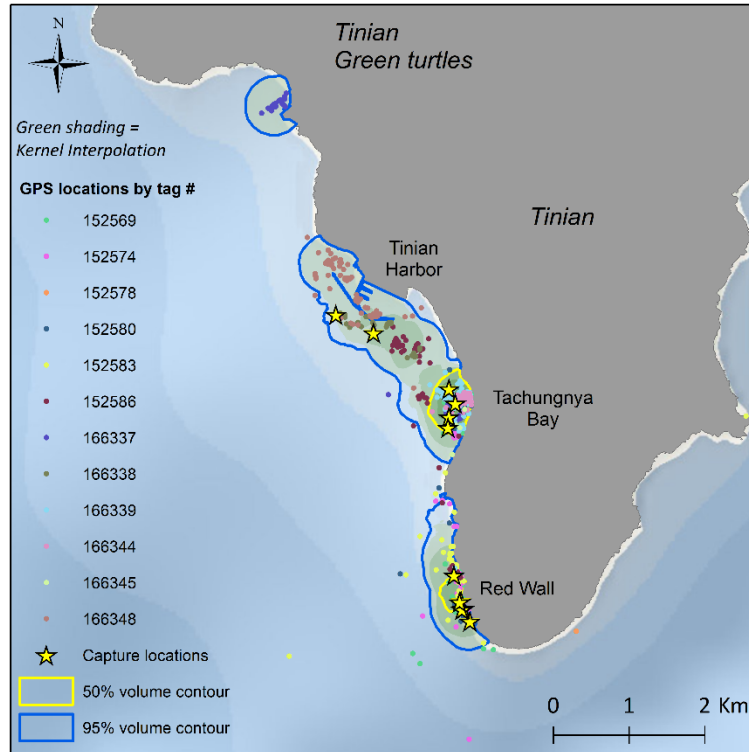 N
Tinian
Green turtles
Green shading =
Kernel Interpolation
GPS locations by tag #
152569
152574
152578
152580
152583
152586
166337
166338
166339
166344
166345
166348
Capture locations
50% volume contour
95% volume contour
Tinian
Tinian
Harbor
Tachungnya
Bay
Red Wall
0 1 2 Km